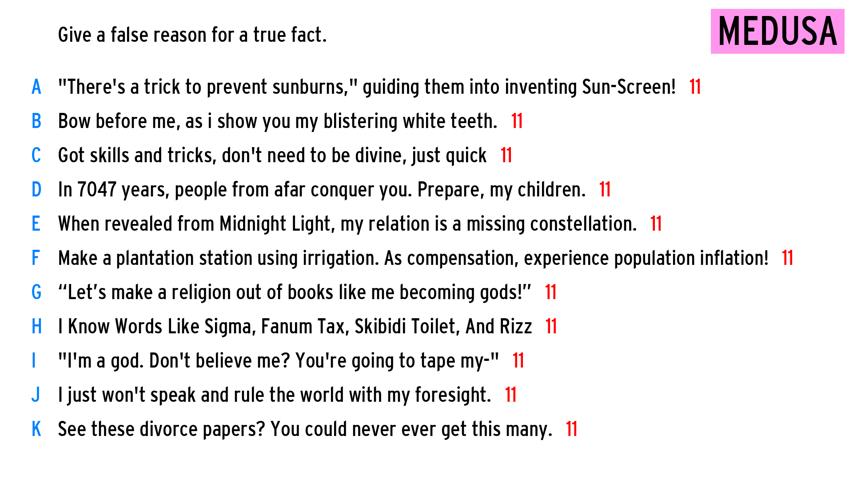 Give a false reason for a true fact.
MEDUSA
A "There's a trick to prevent sunburns," guiding them into inventing Sun-Screen! 11
B Bow before me, as i show you my blistering white teeth. 11
C Got skills and tricks, don't need to be divine, just quick 11
D In 7047 years, people from afar conquer you. Prepare, my children. 11
E When revealed from Midnight Light, my relation is a missing constellation. 11
F Make a plantation station using irrigation. As compensation, experience population inflation! 11
G “Let’s make a religion out of books like me becoming gods!” 11
H I Know Words Like Sigma, Fanum Tax, Skibidi Toilet, And Rizz 11
I "I'm a god. Don't believe me? You're going to tape my-" 11
J I just won't speak and rule the world with my foresight. 11
K See these divorce papers? You could never ever get this many. 11